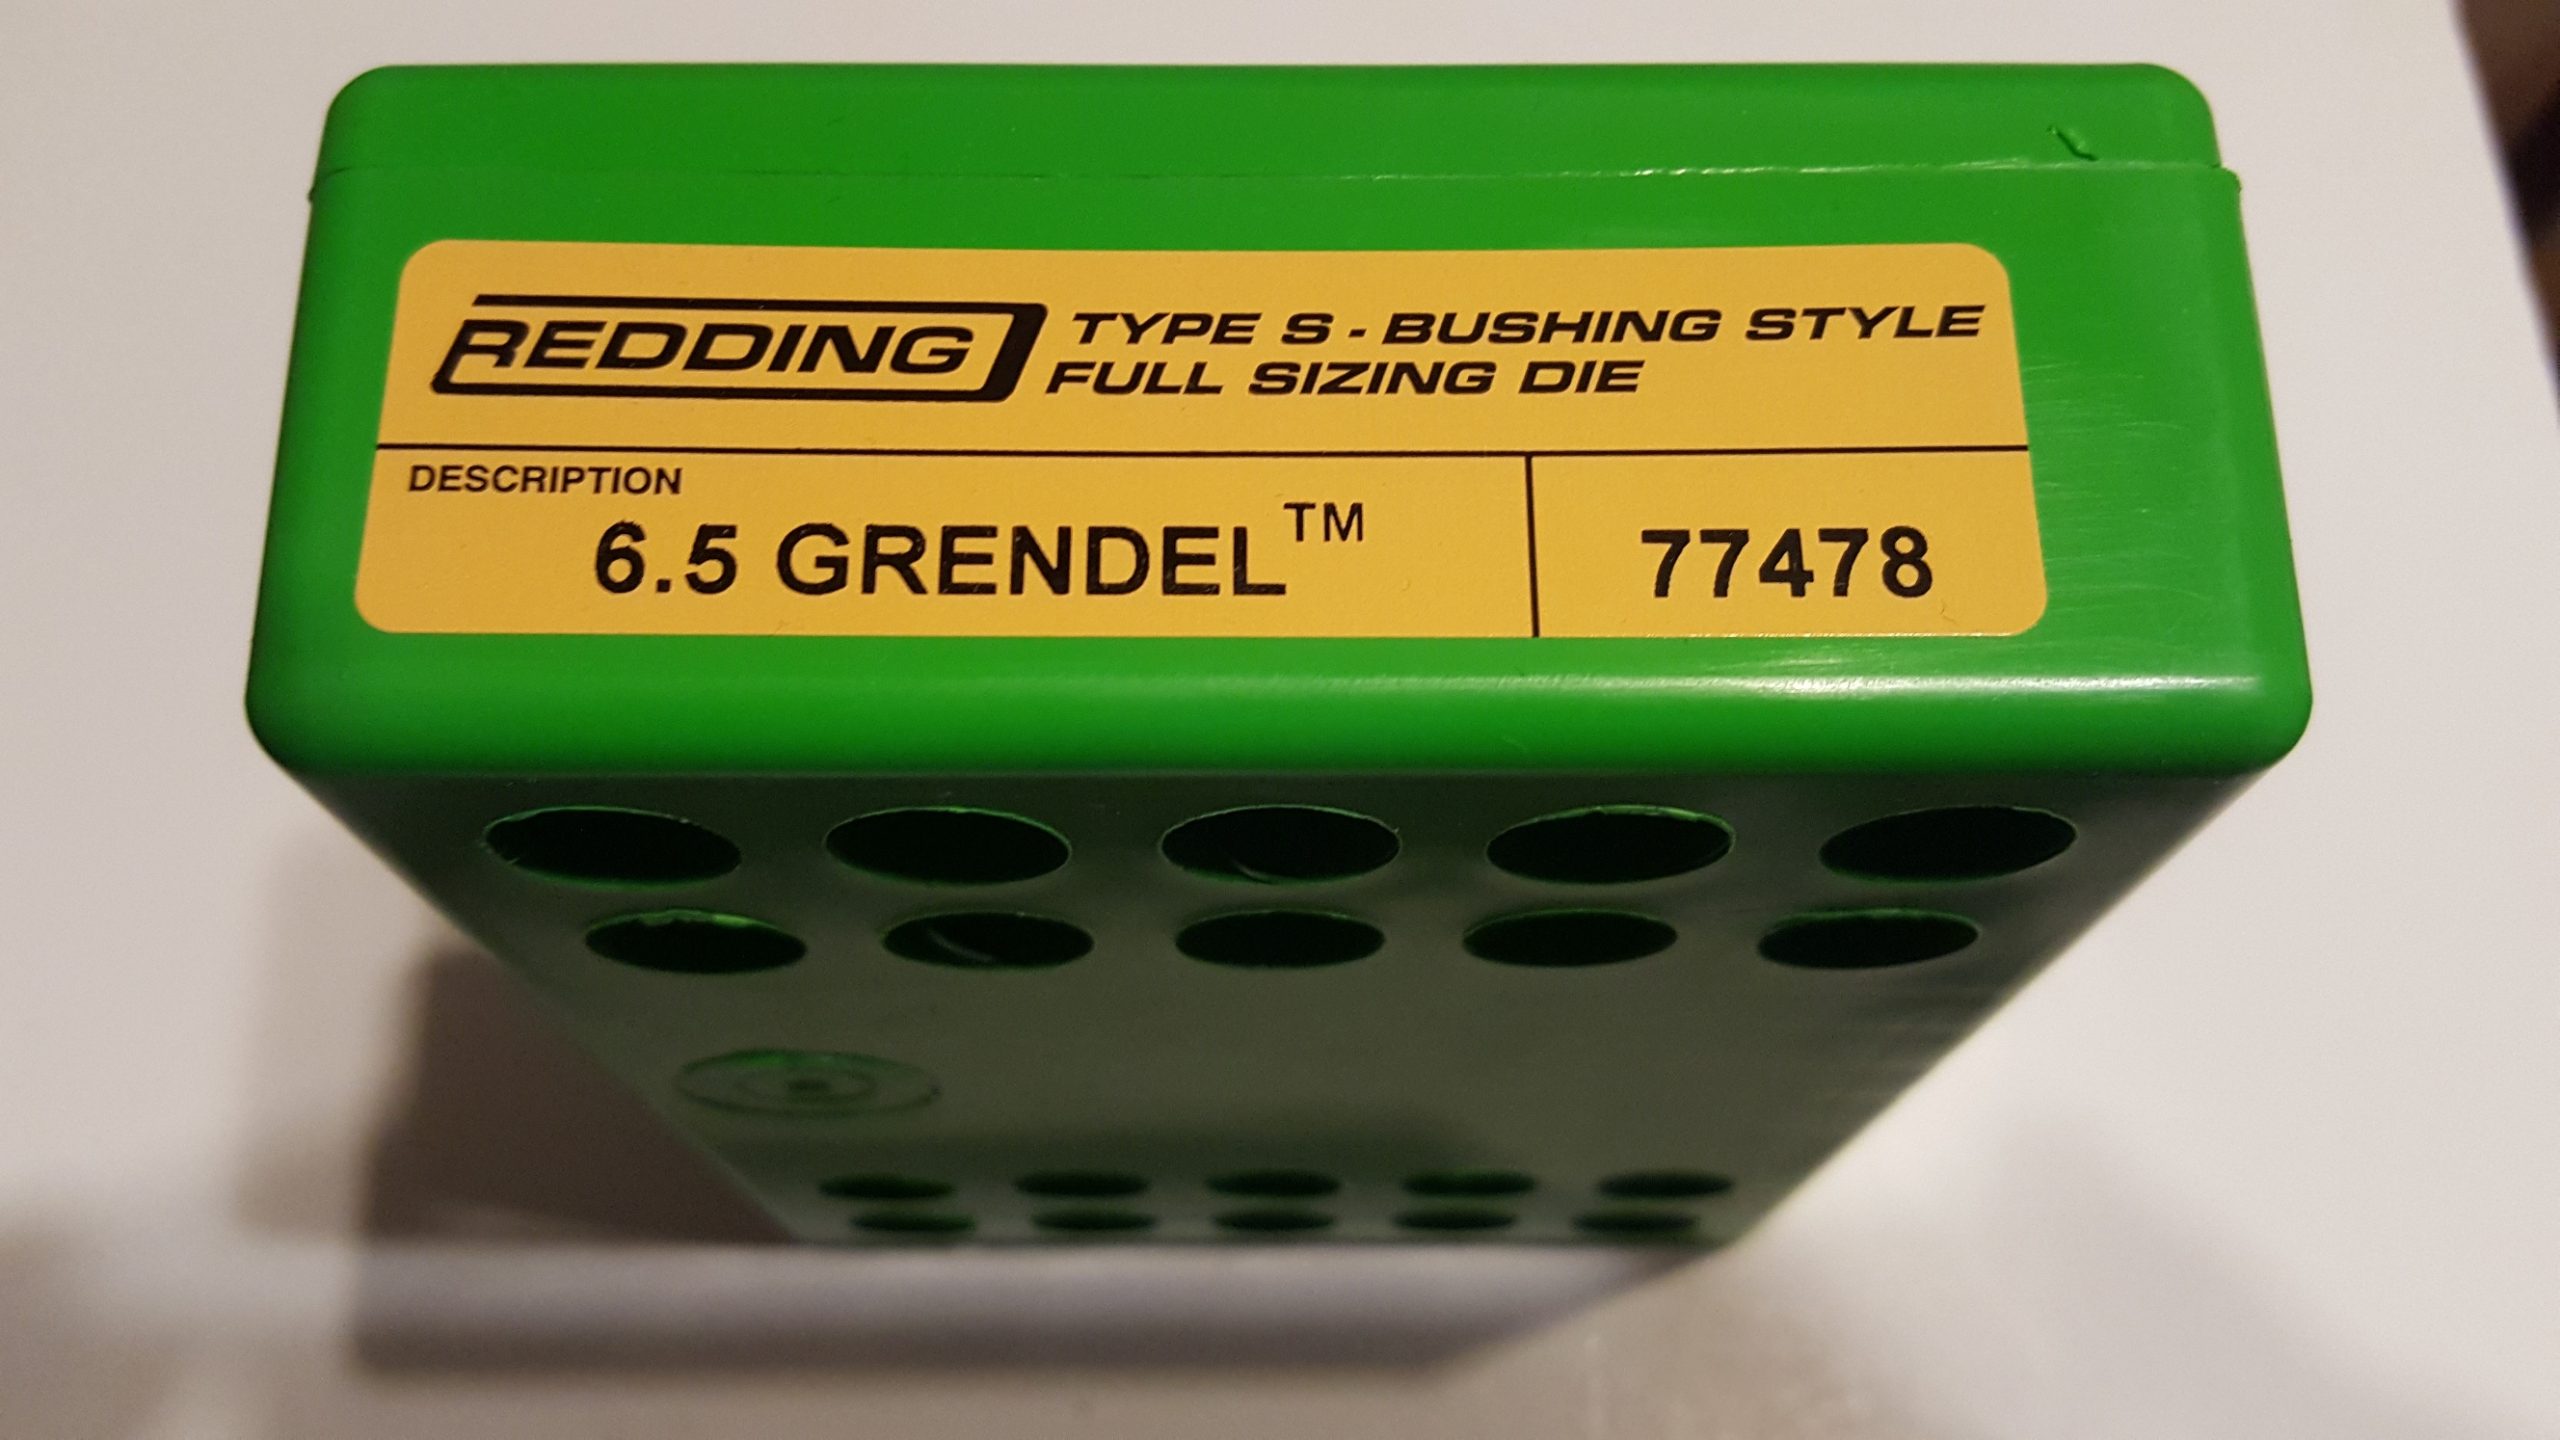 REDDING TYPE S - BUSHING STYLE
FULL SIZING DIE
DESCRIPTION
6.5 GRENDEL™ 77478